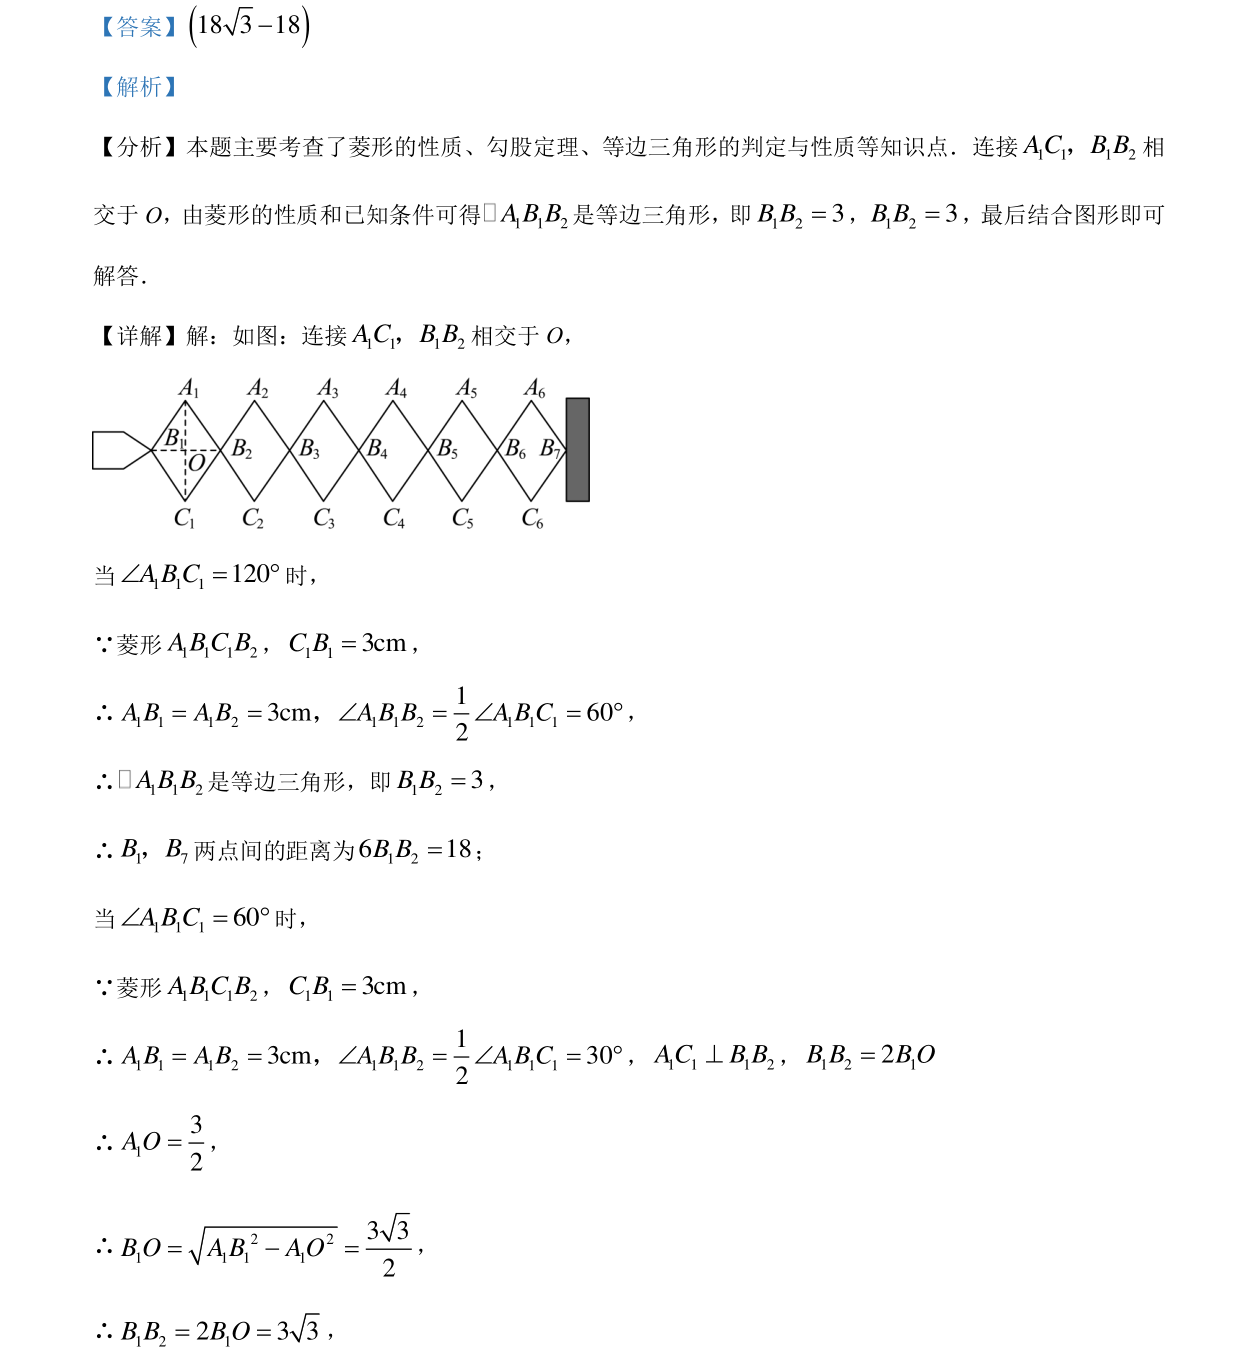 【答案】(18√3−18)
【解析】
【分析】本题主要考查了菱形的性质、勾股定理、等边三角形的判定与性质等知识点．连接A₁C₁，B₁B₂相
交于O，由菱形的性质和已知条件可得□A₁B₁B₂是等边三角形，即B₁B₂=3，B₁B₂=3，最后结合图形即可
解答．
【详解】解：如图：连接A₁C₁，B₁B₂相交于O，
A₁ A₂ A₃ A₄ A₅ A₆
B₁ O B₂ B₃ B₄ B₅ B₆ B₇
C₁ C₂ C₃ C₄ C₅ C₆
当∠A₁B₁C₁=120°时，
∵菱形A₁B₁C₁B₂，C₁B₁=3cm，
∴A₁B₁=A₁B₂=3cm，∠A₁B₁B₂=1/2∠A₁B₁C₁=60°，
∴□A₁B₁B₂是等边三角形，即B₁B₂=3，
∴B₁，B₇两点间的距离为6B₁B₂=18；
当∠A₁B₁C₁=60°时，
∵菱形A₁B₁C₁B₂，C₁B₁=3cm，
∴A₁B₁=A₁B₂=3cm，∠A₁B₁B₂=1/2∠A₁B₁C₁=30°，A₁C₁⊥B₁B₂，B₁B₂=2B₁O
∴A₁O=3/2，
∴B₁O=√(A₁B₁²−A₁O²)=3√3/2，
∴B₁B₂=2B₁O=3√3，